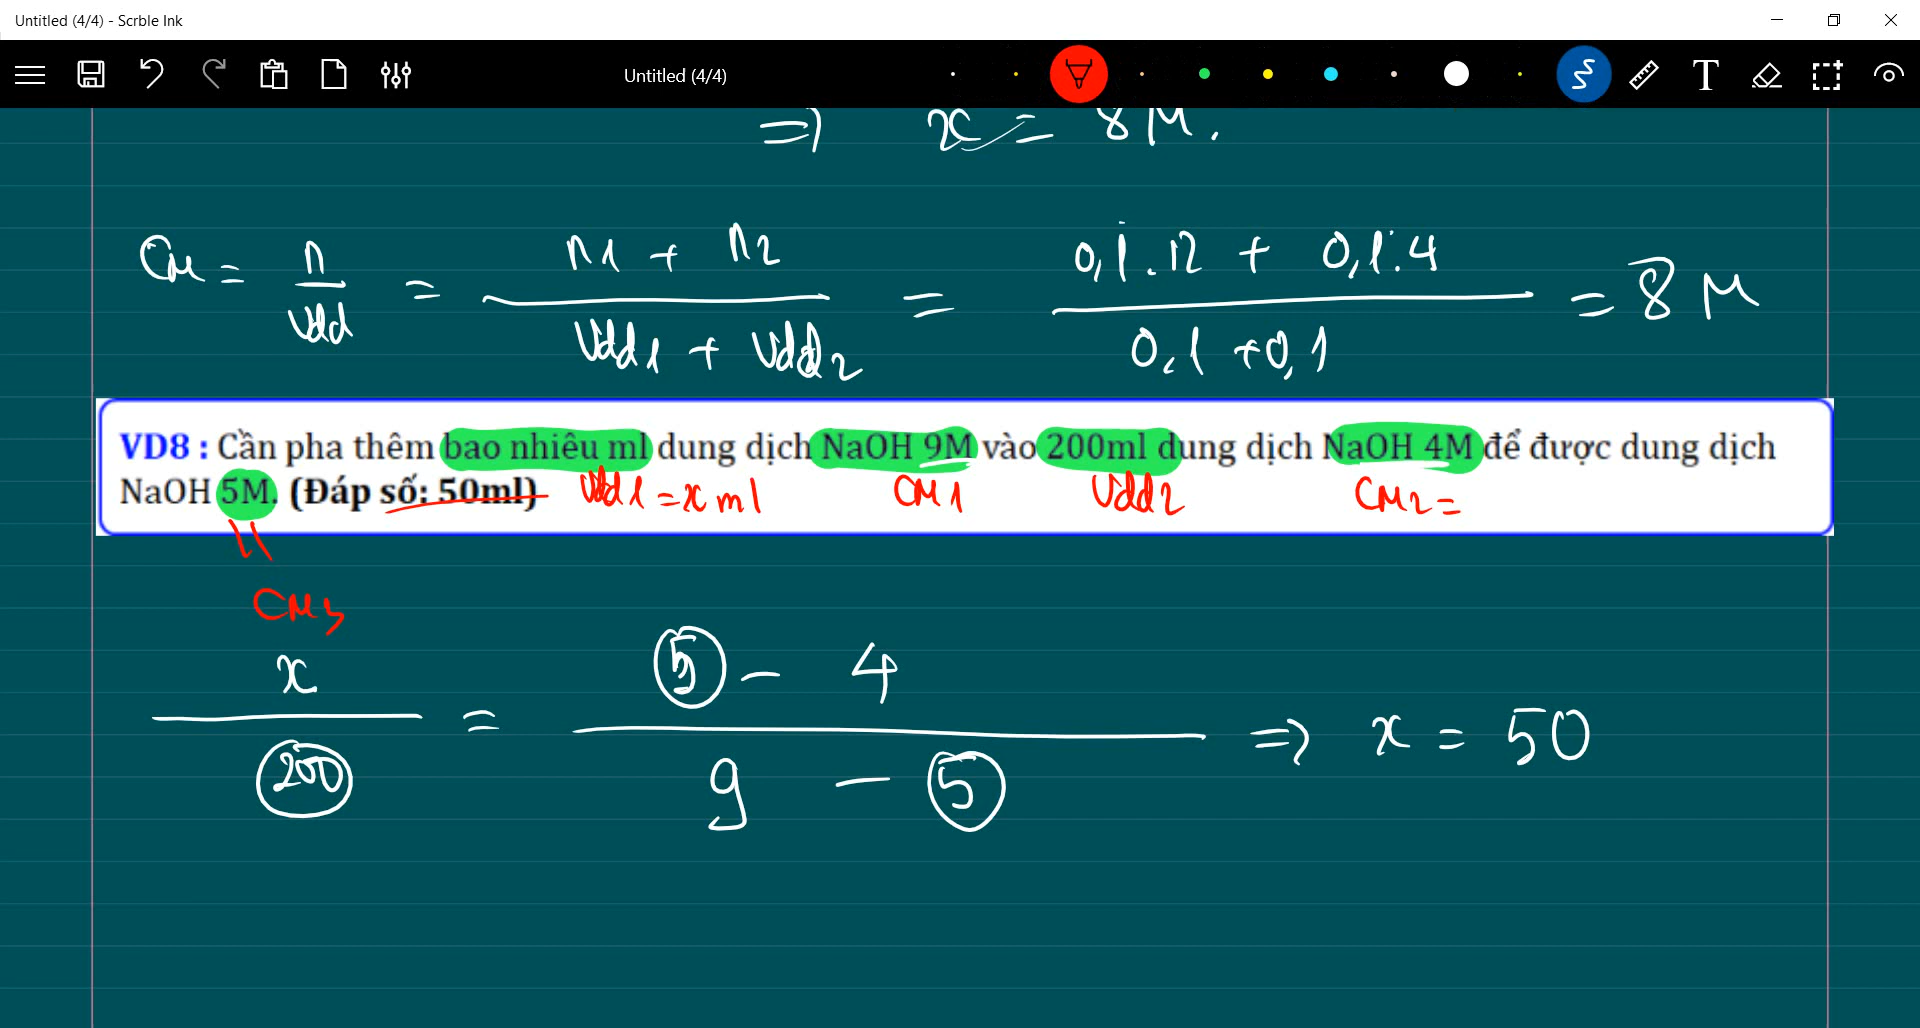 Untitled (4/4) - Scrble Ink
Untitled (4/4)
T
=> x = 8M.
CM = n/Vdd = (n1 + n2)/(Vdd1 + Vdd2) = (0,1.12 + 0,1.4)/(0,1 + 0,1) = 8M
VD8 : Cần pha thêm bao nhiêu ml dung dịch NaOH 9M vào 200ml dung dịch NaOH 4M để được dung dịch
NaOH 5M. (Đáp số: 50ml)
Vdd1 = x ml CM1 Vdd2 CM2 =
CM3
x/200 = (5 - 4)/(9 - 5) => x = 50